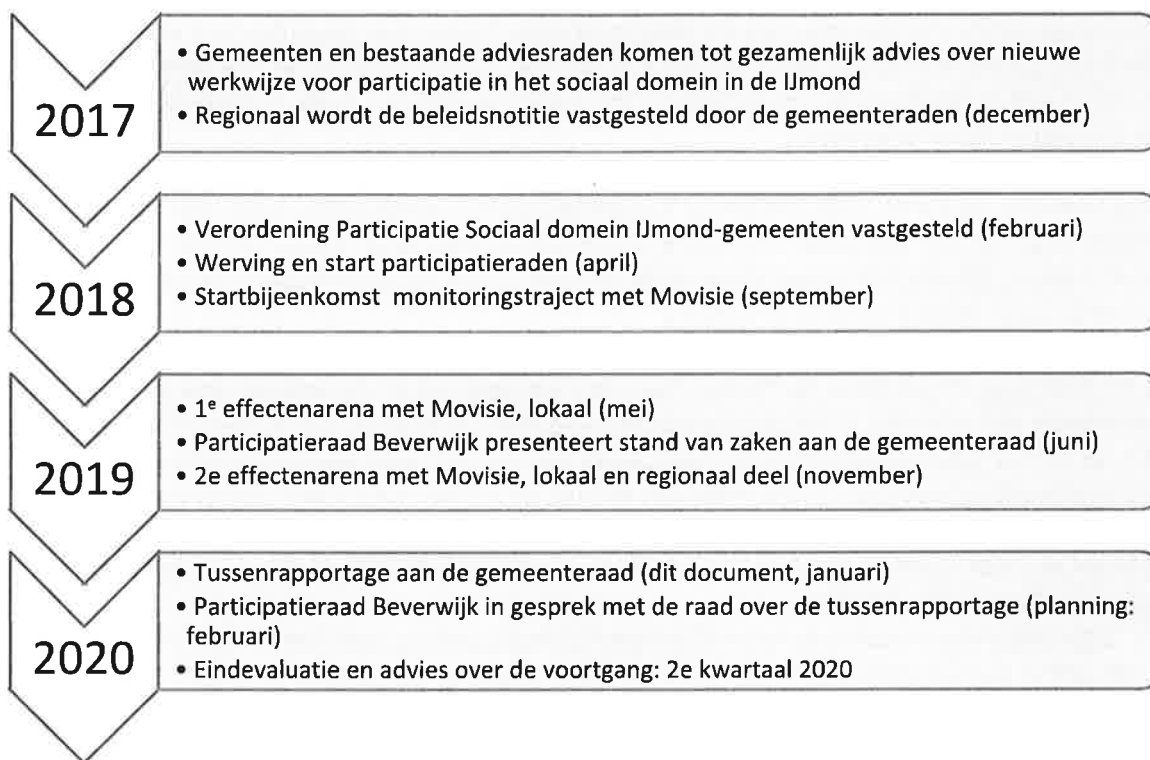 2017
• Gemeenten en bestaande adviesraden komen tot gezamenlijk advies over nieuwe
werkwijze voor participatie in het sociaal domein in de IJmond
• Regionaal wordt de beleidsnotitie vastgesteld door de gemeenteraden (december)
2018
• Verordening Participatie Sociaal domein IJmond-gemeenten vastgesteld (februari)
• Werving en start participatieraden (april)
• Startbijeenkomst monitoringstraject met Movisie (september)
2019
• 1e effectenarena met Movisie, lokaal (mei)
• Participatieraad Beverwijk presenteert stand van zaken aan de gemeenteraad (juni)
• 2e effectenarena met Movisie, lokaal en regionaal deel (november)
2020
• Tussenrapportage aan de gemeenteraad (dit document, januari)
• Participatieraad Beverwijk in gesprek met de raad over de tussenrapportage (planning:
februari)
• Eindevaluatie en advies over de voortgang: 2e kwartaal 2020